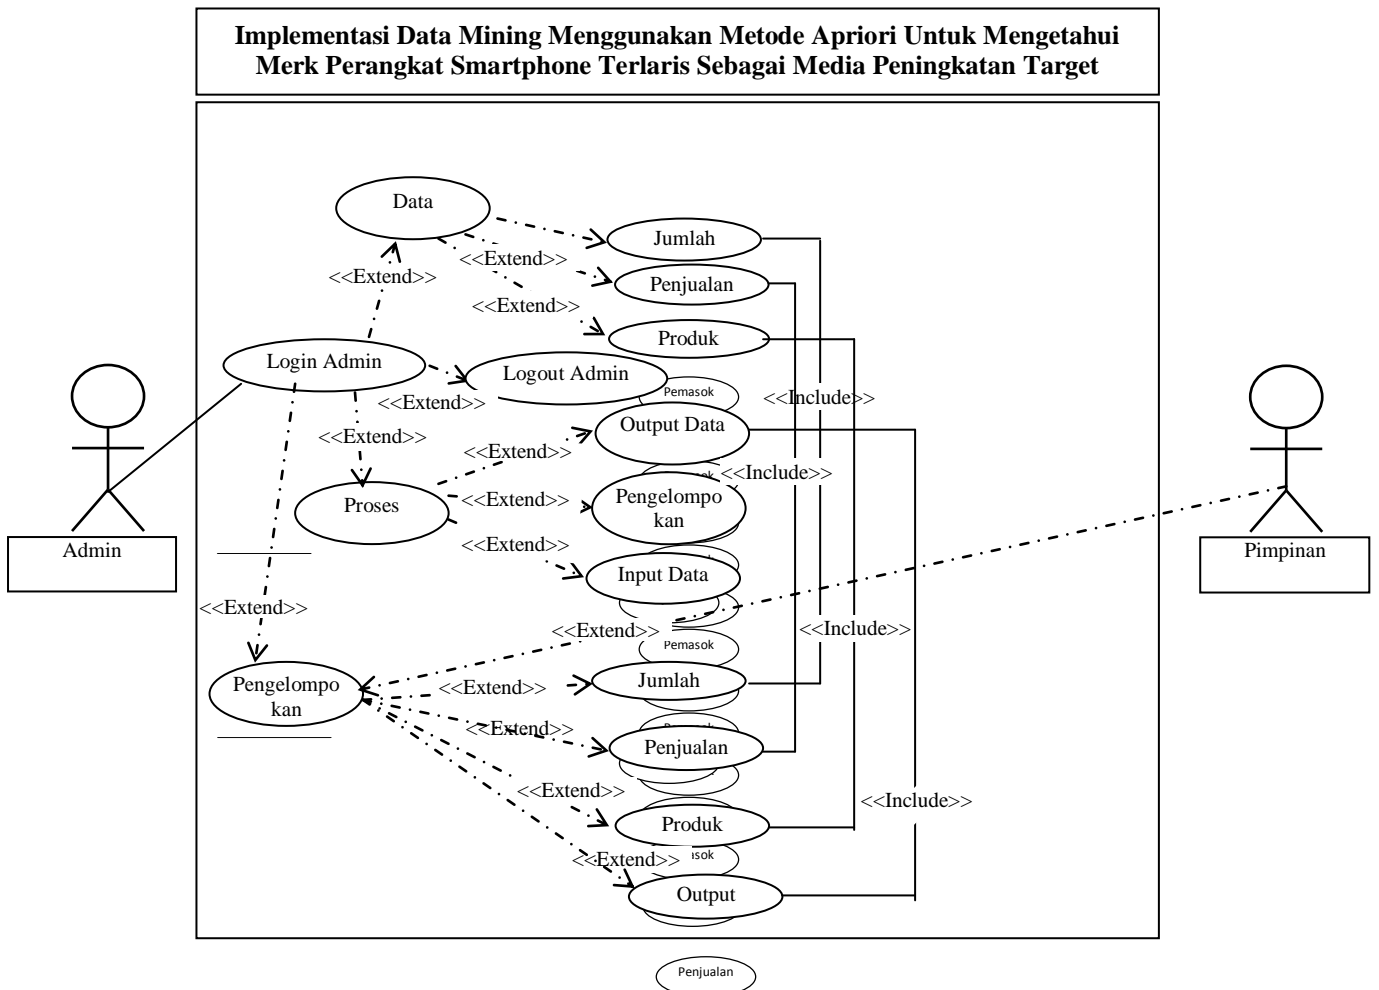 Implementasi Data Mining Menggunakan Metode Apriori Untuk Mengetahui
Merk Perangkat Smartphone Terlaris Sebagai Media Peningkatan Target
Data
Jumlah
<<Extend>>
<<Extend>>
Penjualan
<<Extend>>
Produk
Login Admin
Logout Admin
Pemasok
<<Include>>
<<Extend>>
Output Data
<<Extend>>
<<Extend>>
<<Include>>
Proses
<<Extend>>
Pengelompo
kan
Admin
<<Extend>>
Pimpinan
Input Data
<<Extend>>
<<Extend>>
<<Include>>
Pemasok
Pengelompo
kan
<<Extend>>
Jumlah
<<Extend>>
Penjualan
<<Extend>>
<<Include>>
Produk
<<Extend>>
Output
Penjualan